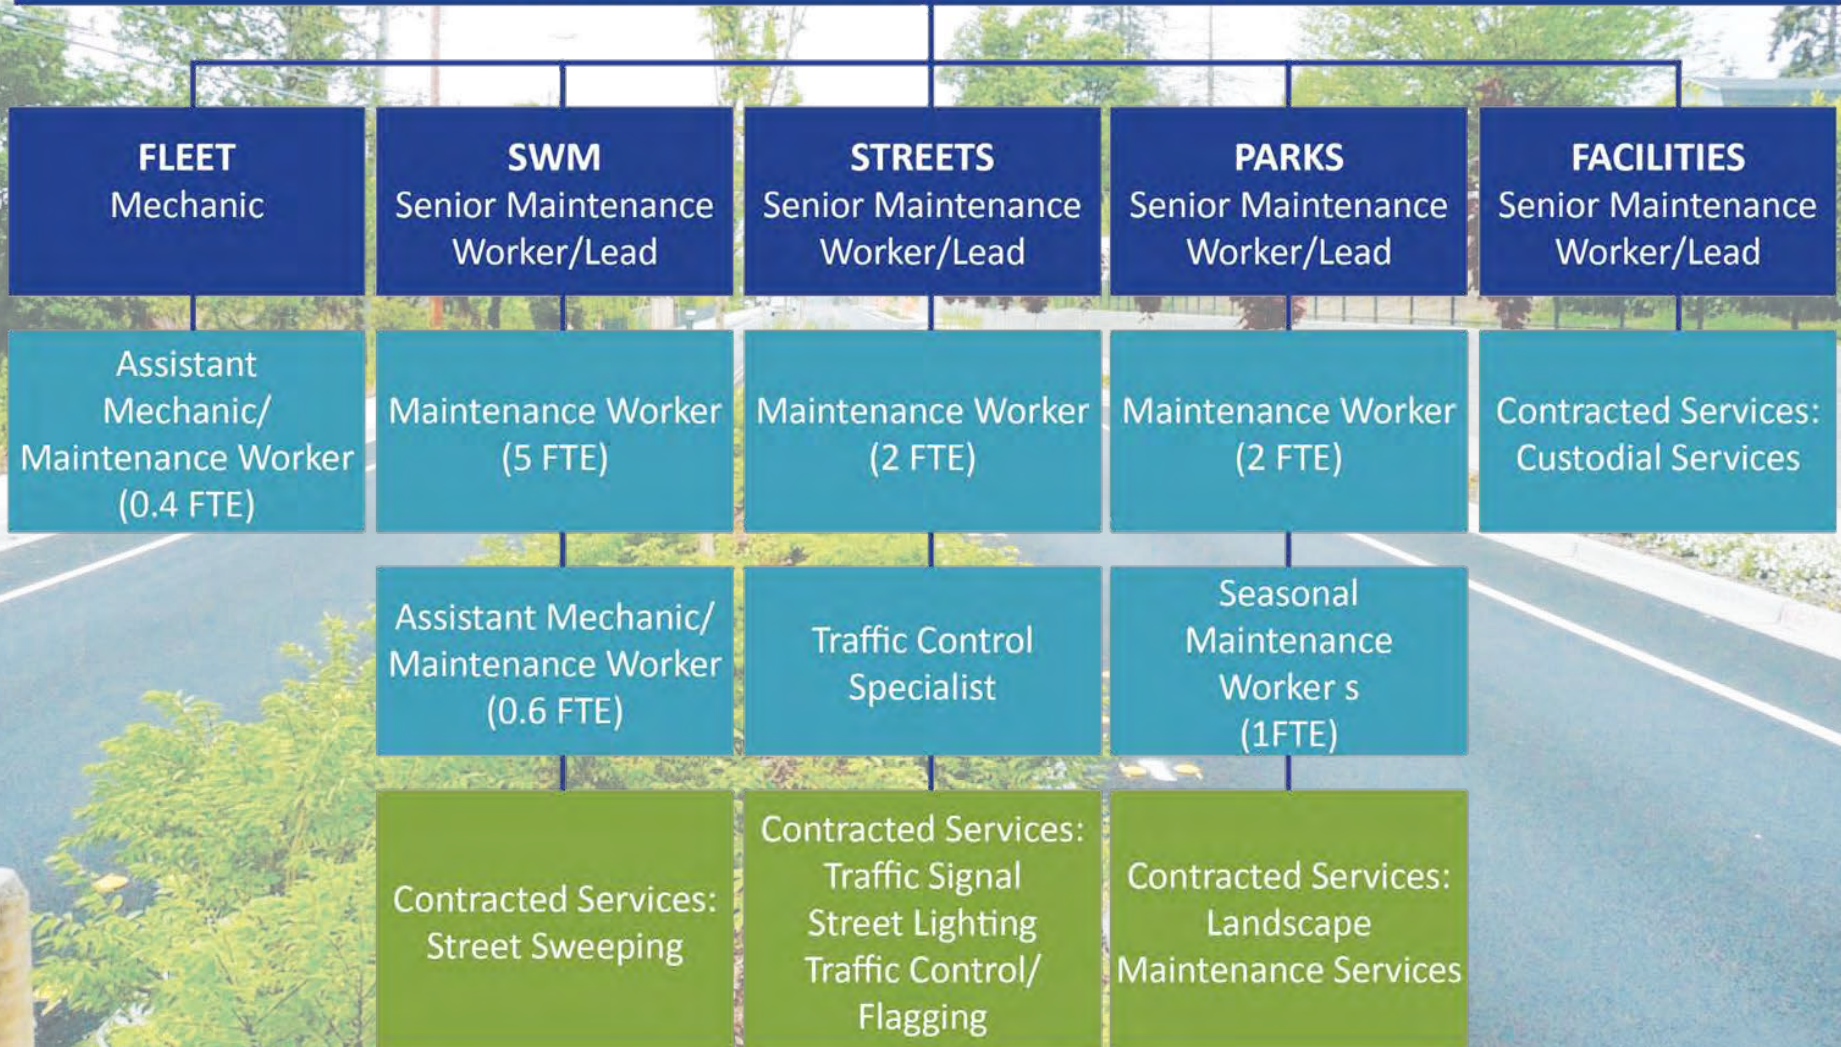 FLEET
Mechanic
SWM
Senior Maintenance
Worker/Lead
STREETS
Senior Maintenance
Worker/Lead
PARKS
Senior Maintenance
Worker/Lead
FACILITIES
Senior Maintenance
Worker/Lead
Assistant
Mechanic/
Maintenance Worker
(0.4 FTE)
Maintenance Worker
(5 FTE)
Maintenance Worker
(2 FTE)
Maintenance Worker
(2 FTE)
Contracted Services:
Custodial Services
Assistant Mechanic/
Maintenance Worker
(0.6 FTE)
Traffic Control
Specialist
Seasonal
Maintenance
Worker s
(1FTE)
Contracted Services:
Street Sweeping
Contracted Services:
Traffic Signal
Street Lighting
Traffic Control/
Flagging
Contracted Services:
Landscape
Maintenance Services